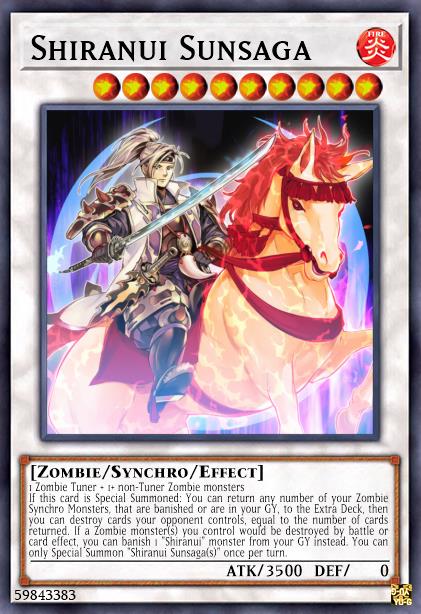 SHIRANUI SUNSAGA
FIRE
炎
[ZOMBIE/SYNCHRO/EFFECT]
1 Zombie Tuner + 1+ non-Tuner Zombie monsters
If this card is Special Summoned: You can return any number of your Zombie
Synchro Monsters, that are banished or are in your GY, to the Extra Deck, then
you can destroy cards your opponent controls, equal to the number of cards
returned. If a Zombie monster(s) you control would be destroyed by battle or
card effect, you can banish 1 "Shiranui" monster from your GY instead. You can
only Special Summon "Shiranui Sunsaga(s)" once per turn.
ATK/3500 DEF/ 0
59843383